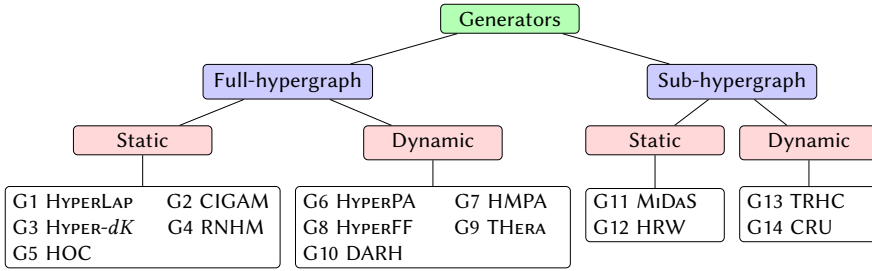 Generators
Full-hypergraph
Sub-hypergraph
Static
Dynamic
Static
Dynamic
G1 HYPERLAP G2 CIGAM
G3 HYPER-dK G4 RNHM
G5 HOC
G6 HYPERPA G7 HMPA
G8 HYPERFF G9 THERA
G10 DARH
G11 MIDAS
G12 HRW
G13 TRHC
G14 CRU